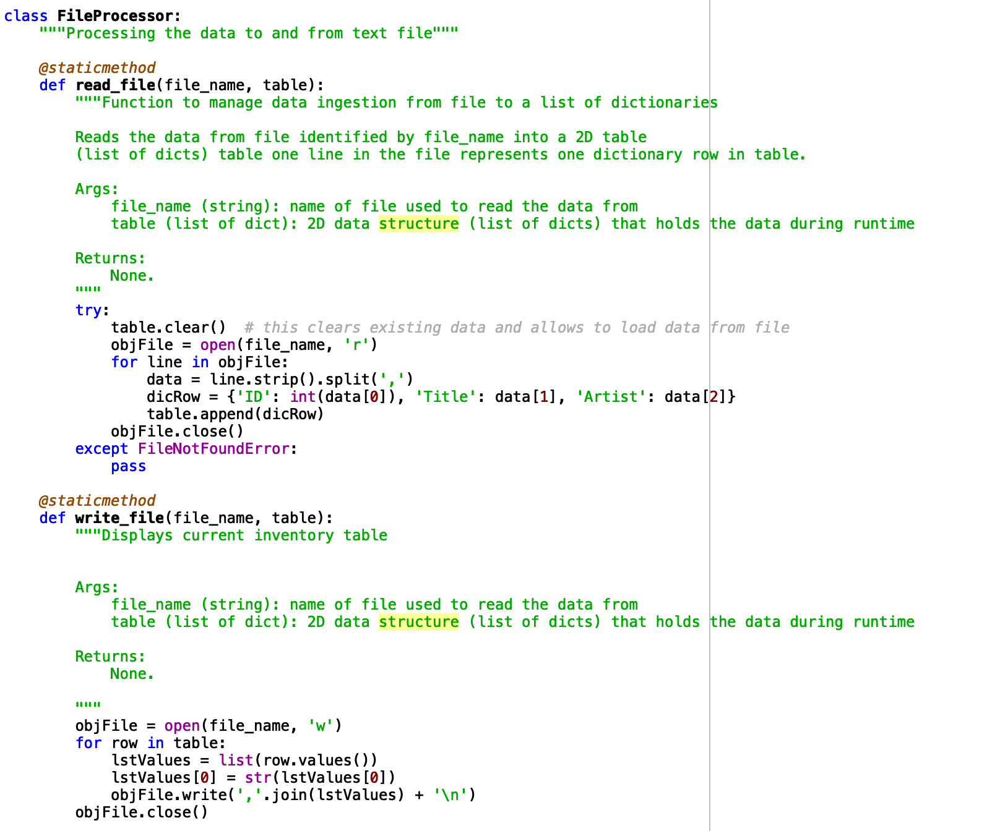 class FileProcessor:
    """Processing the data to and from text file"""

    @staticmethod
    def read_file(file_name, table):
        """Function to manage data ingestion from file to a list of dictionaries

        Reads the data from file identified by file_name into a 2D table
        (list of dicts) table one line in the file represents one dictionary row in table.

        Args:
            file_name (string): name of file used to read the data from
            table (list of dict): 2D data structure (list of dicts) that holds the data during runtime

        Returns:
            None.
        """
        try:
            table.clear()  # this clears existing data and allows to load data from file
            objFile = open(file_name, 'r')
            for line in objFile:
                data = line.strip().split(',')
                dicRow = {'ID': int(data[0]), 'Title': data[1], 'Artist': data[2]}
                table.append(dicRow)
            objFile.close()
        except FileNotFoundError:
            pass

    @staticmethod
    def write_file(file_name, table):
        """Displays current inventory table


        Args:
            file_name (string): name of file used to read the data from
            table (list of dict): 2D data structure (list of dicts) that holds the data during runtime

        Returns:
            None.

        """
        objFile = open(file_name, 'w')
        for row in table:
            lstValues = list(row.values())
            lstValues[0] = str(lstValues[0])
            objFile.write(','.join(lstValues) + '\n')
        objFile.close()